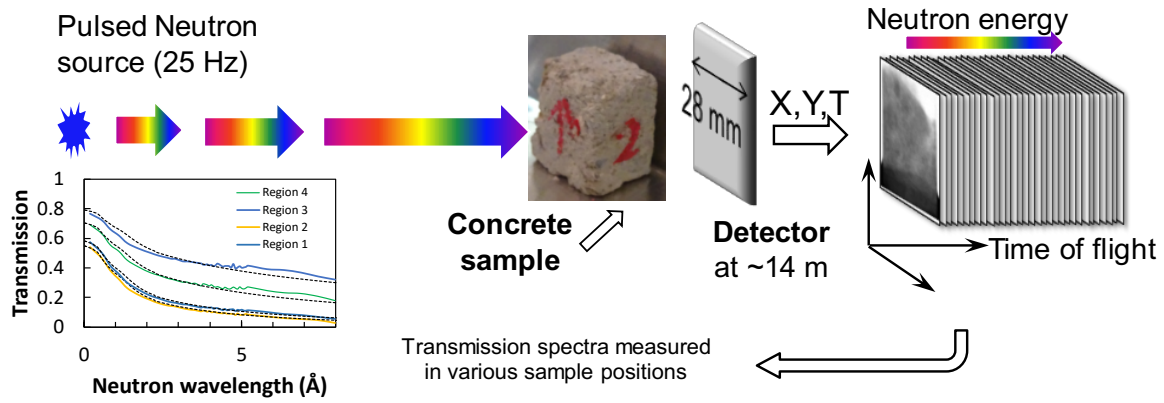 Pulsed Neutron
source (25 Hz)
Neutron energy
28 mm
X,Y,T
2
Concrete
sample
Detector
at ~14 m
Time of flight
Transmission
1
0.8
0.6
0.4
0.2
0
Region 4
Region 3
Region 2
Region 1
0
5
Neutron wavelength (Å)
Transmission spectra measured
in various sample positions